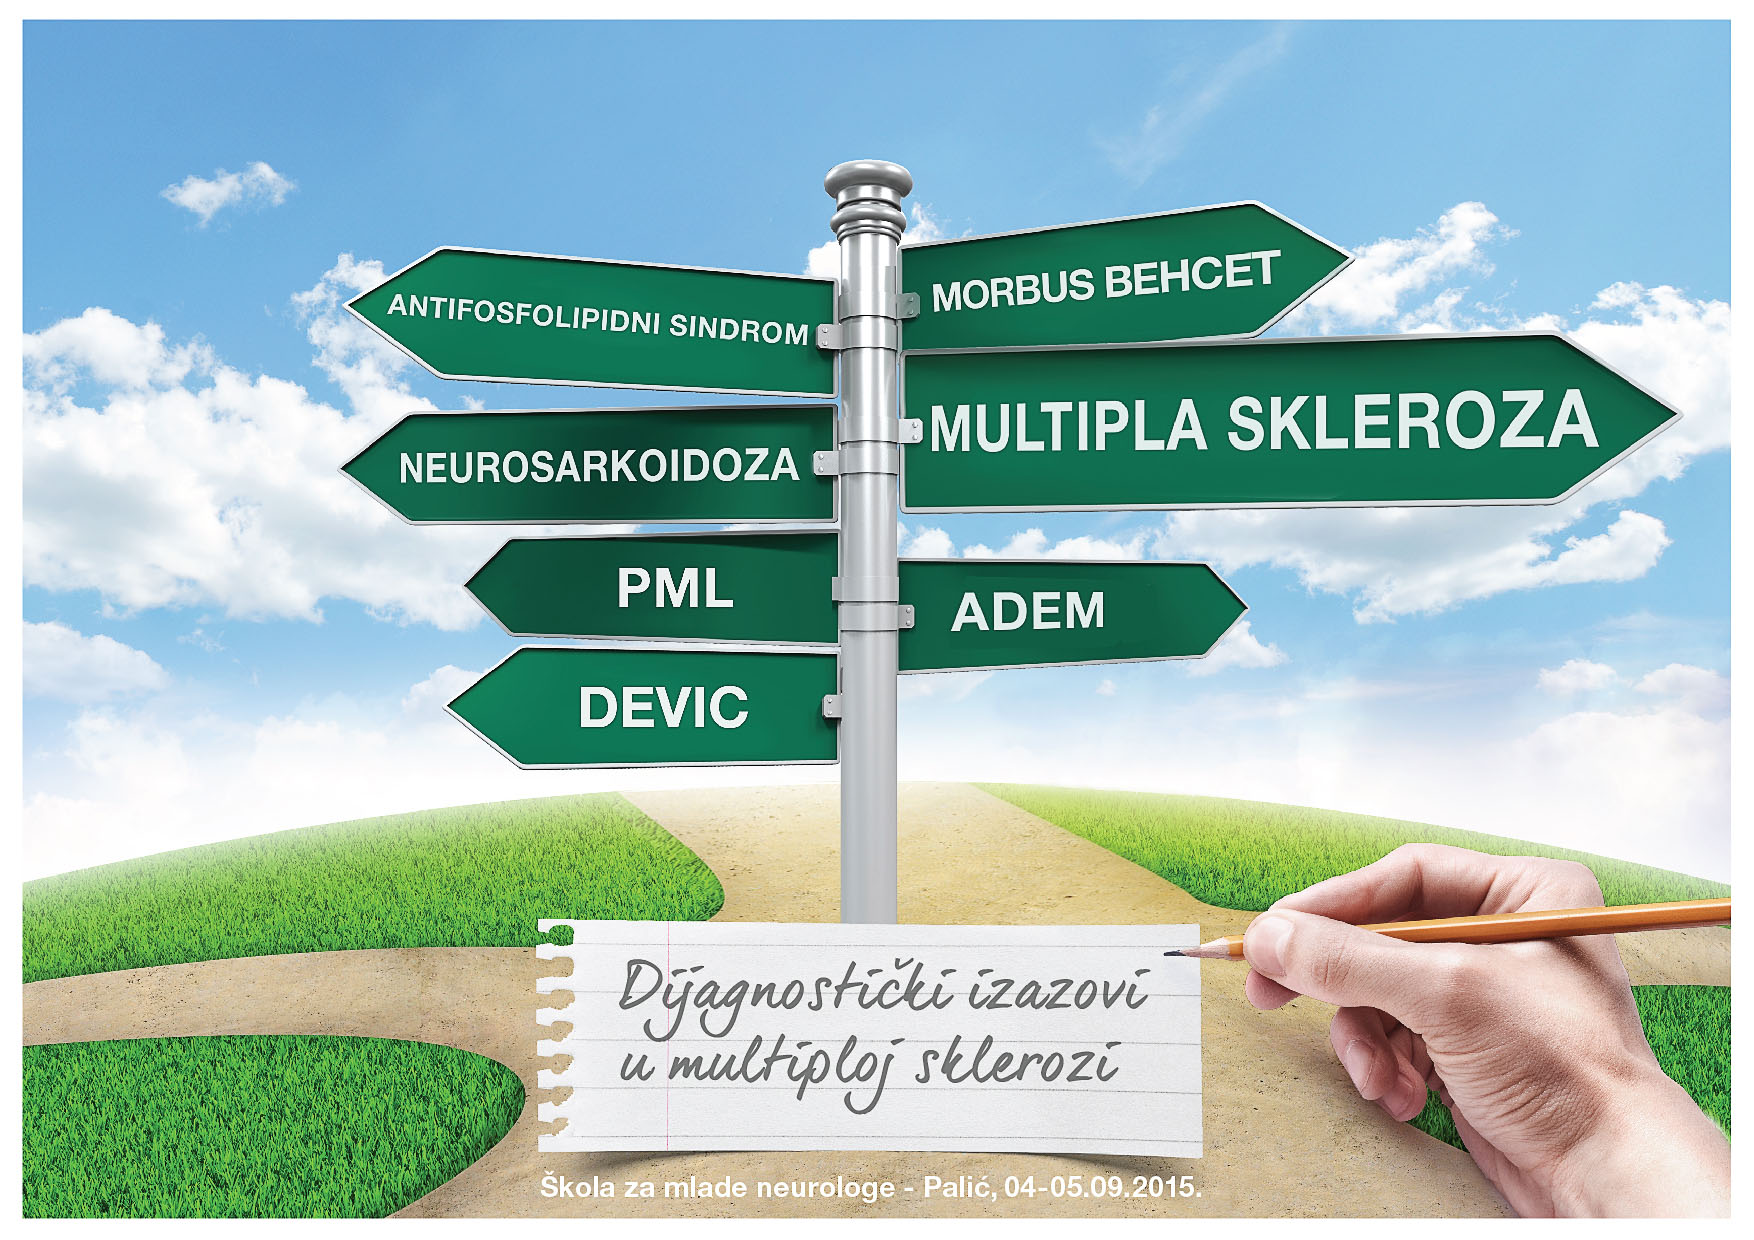 ANTIFOSFOLIPIDNI SINDROM
MORBUS BEHCET
MULTIPLA SKLEROZA
NEUROSARKOIDOZA
PML
ADEM
DEVIC
Dijagnostički izazovi
u multiploj sklerozi
Škola za mlade neurologe - Palić, 04-05.09.2015.